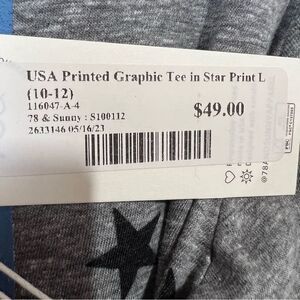 USA Printed Graphic Tee in Star Print L
(10-12)
116047-A-4
$49.00
78 & Sunny : S100112
2633146 05/16/23